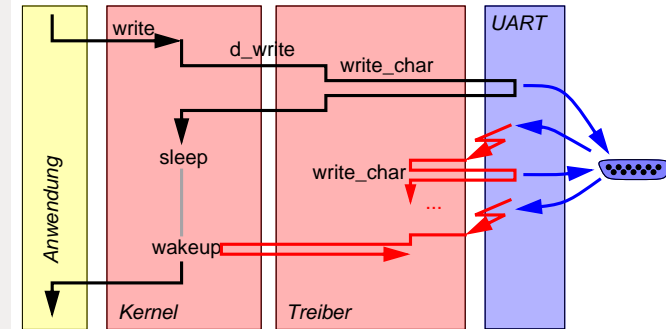 UART
write
d_write
write_char
sleep
write_char
...
wakeup
Anwendung
Kernel
Treiber